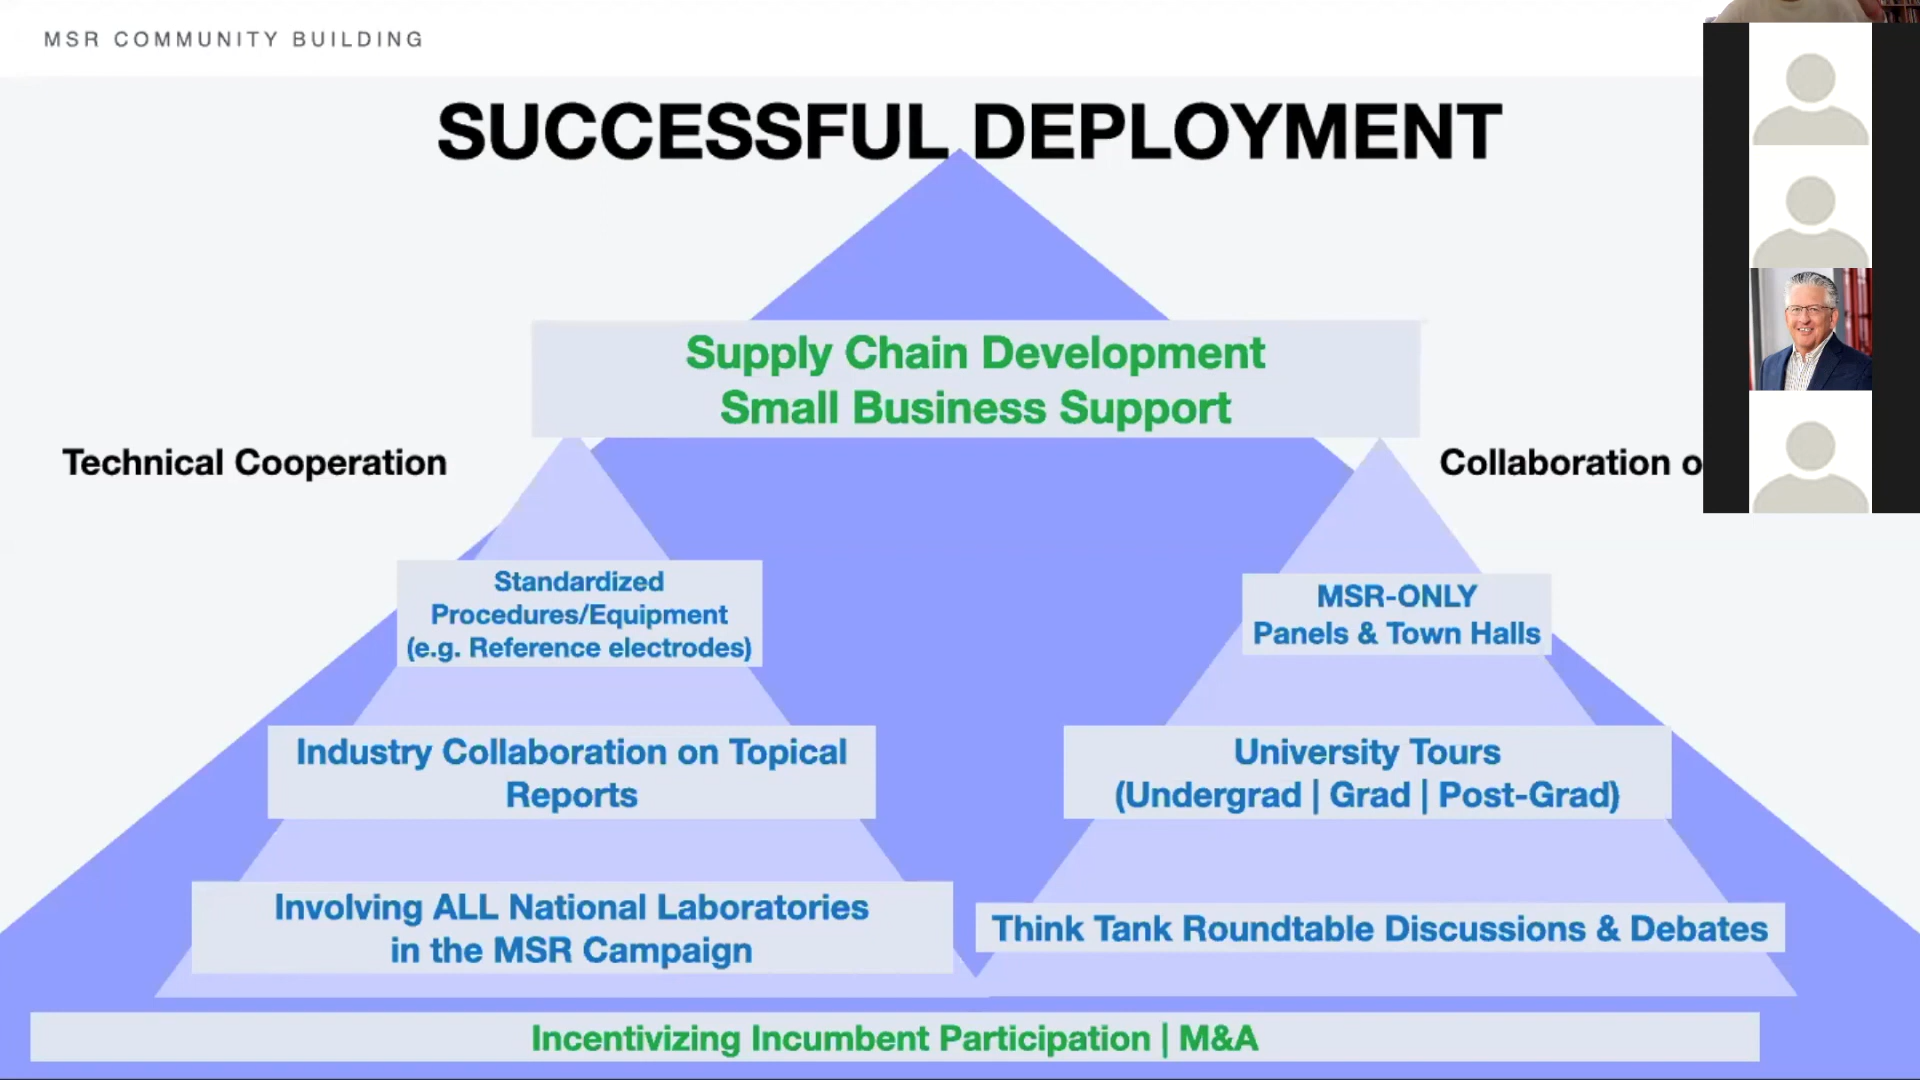 MSR COMMUNITY BUILDING
SUCCESSFUL DEPLOYMENT
Supply Chain Development
Small Business Support
Technical Cooperation
Collaboration o
Standardized
Procedures/Equipment
(e.g. Reference electrodes)
MSR-ONLY
Panels & Town Halls
Industry Collaboration on Topical
Reports
University Tours
(Undergrad | Grad | Post-Grad)
Involving ALL National Laboratories
in the MSR Campaign
Think Tank Roundtable Discussions & Debates
Incentivizing Incumbent Participation | M&A